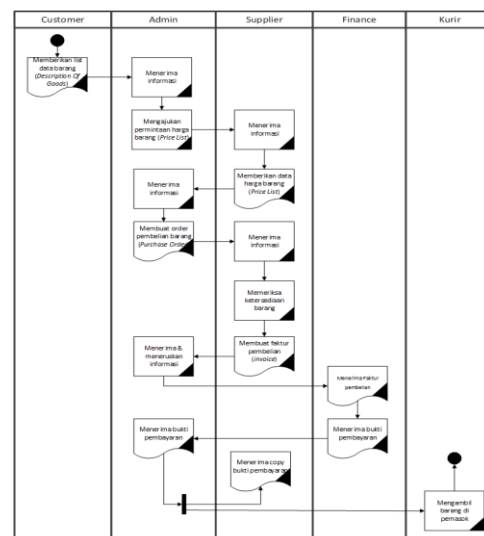 Customer
Admin
Supplier
Finance
Kurir
Memberikan list
data barang
(Description Of
Goods)
Menerima
informasi
Mengajukan
permintaan harga
barang (Price List)
Menerima
informasi
Memberikan data
harga barang
(Price List)
Menerima
informasi
Membuat order
pembelian barang
(Purchase Order)
Menerima
informasi
Memeriksa
ketersediaan
barang
Membuat faktur
pembelian
(invoice)
Menerima &
meneruskan
informasi
Menerima Faktur
pembelian
Menerima bukti
pembayaran
Menerima bukti
pembayaran
Menerima copy
bukti pembayaran
Mengambil
barang di
pemasok